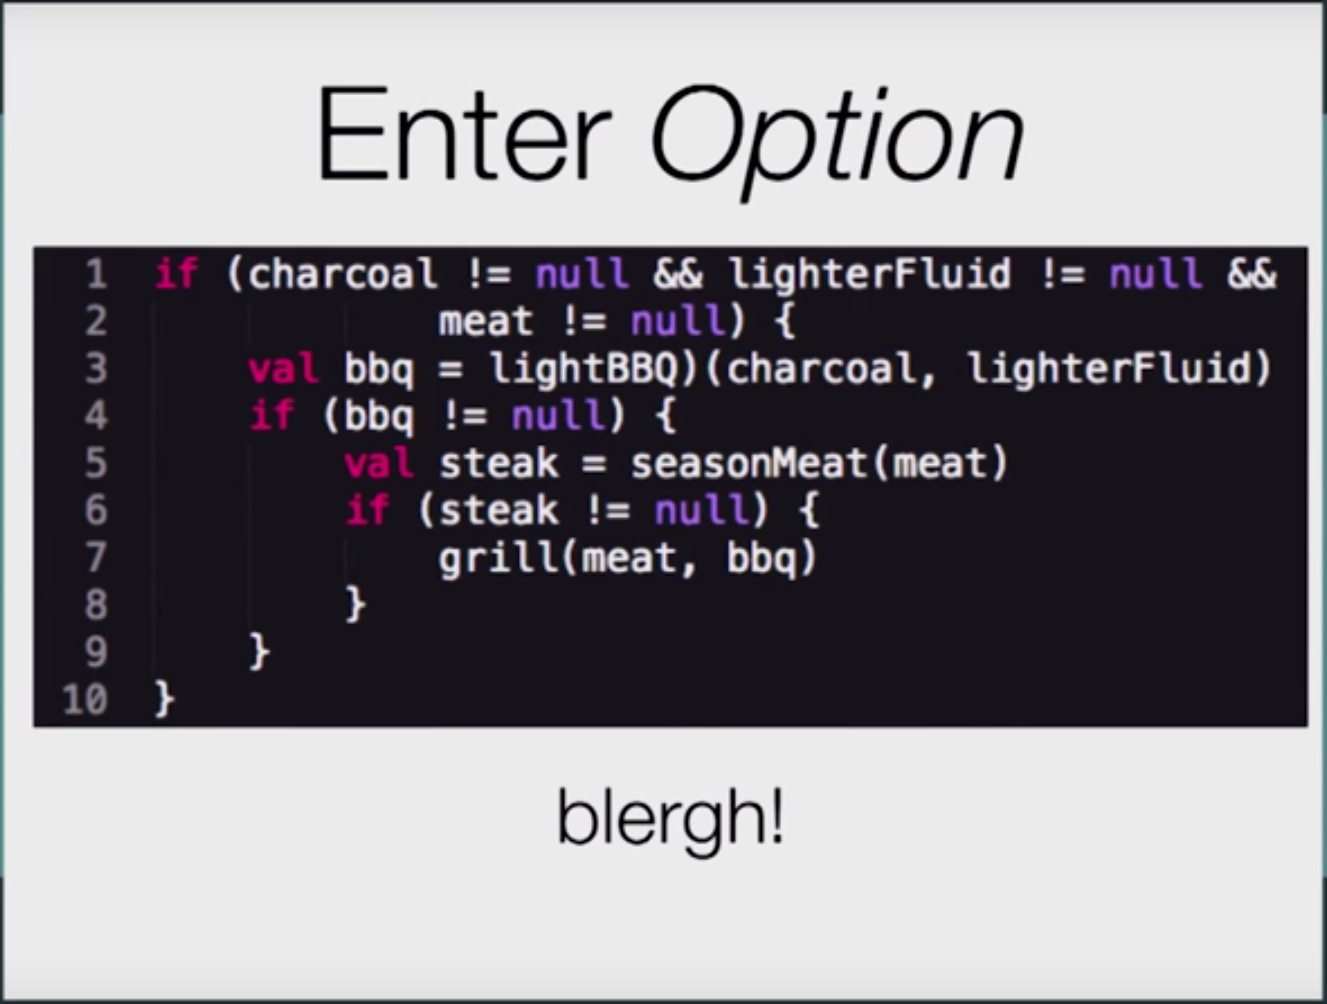 Enter Option
1 if (charcoal != null && lighterFluid != null &&
2 meat != null) {
3 val bbq = lightBBQ)(charcoal, lighterFluid)
4 if (bbq != null) {
5 val steak = seasonMeat(meat)
6 if (steak != null) {
7 grill(meat, bbq)
8 }
9 }
10 }
blergh!